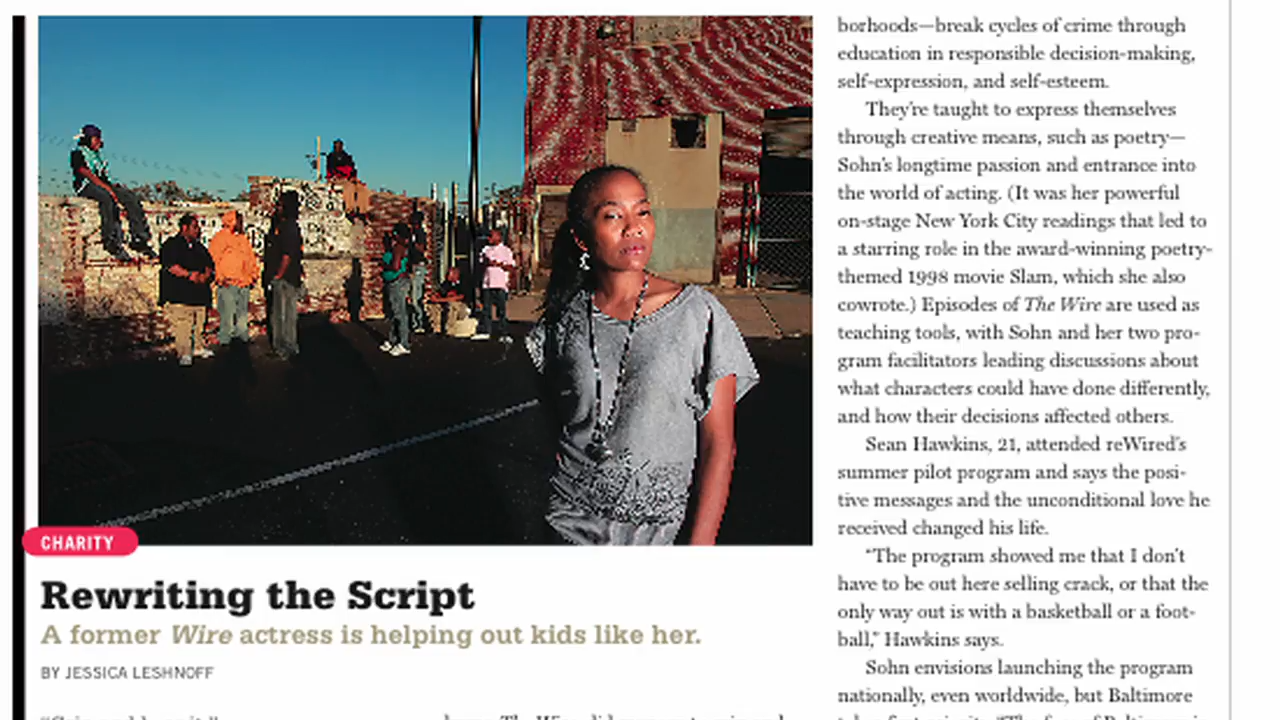 CHARITY
Rewriting the Script
A former Wire actress is helping out kids like her.
BY JESSICA LESHNOFF
borhoods—break cycles of crime through
education in responsible decision-making,
self-expression, and self-esteem.
They're taught to express themselves
through creative means, such as poetry—
Sohn's longtime passion and entrance into
the world of acting. (It was her powerful
on-stage New York City readings that led to
a starring role in the award-winning poetry-
themed 1998 movie Slam, which she also
cowrote.) Episodes of The Wire are used as
teaching tools, with Sohn and her two pro-
gram facilitators leading discussions about
what characters could have done differently,
and how their decisions affected others.
Sean Hawkins, 21, attended reWired's
summer pilot program and says the posi-
tive messages and the unconditional love he
received changed his life.
"The program showed me that I don't
have to be out here selling crack, or that the
only way out is with a basketball or a foot-
ball," Hawkins says.
Sohn envisions launching the program
nationally, even worldwide, but Baltimore